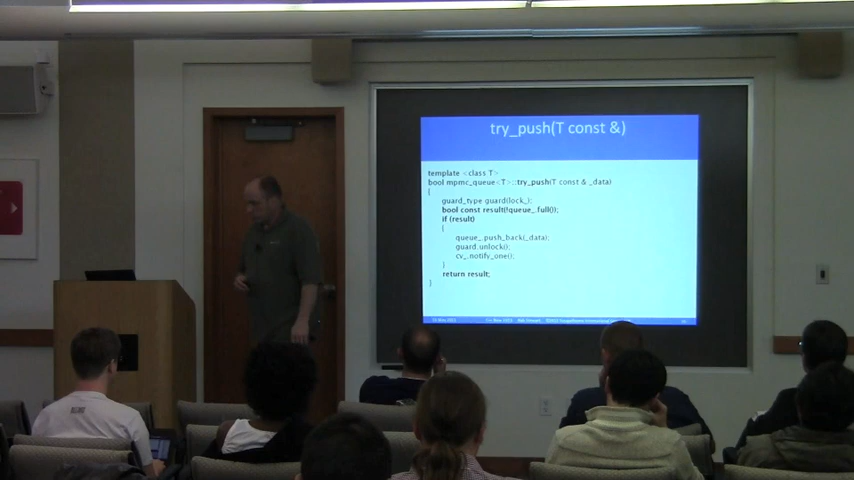 try_push(T const &)
template <class T>
bool mpmc_queue<T>::try_push(T const & _data)
{
guard_type guard(lock_);
bool const result(!queue_.full());
if (result)
{
queue_.push_back(_data);
guard.unlock();
cv_.notify_one();
}
return result;
}